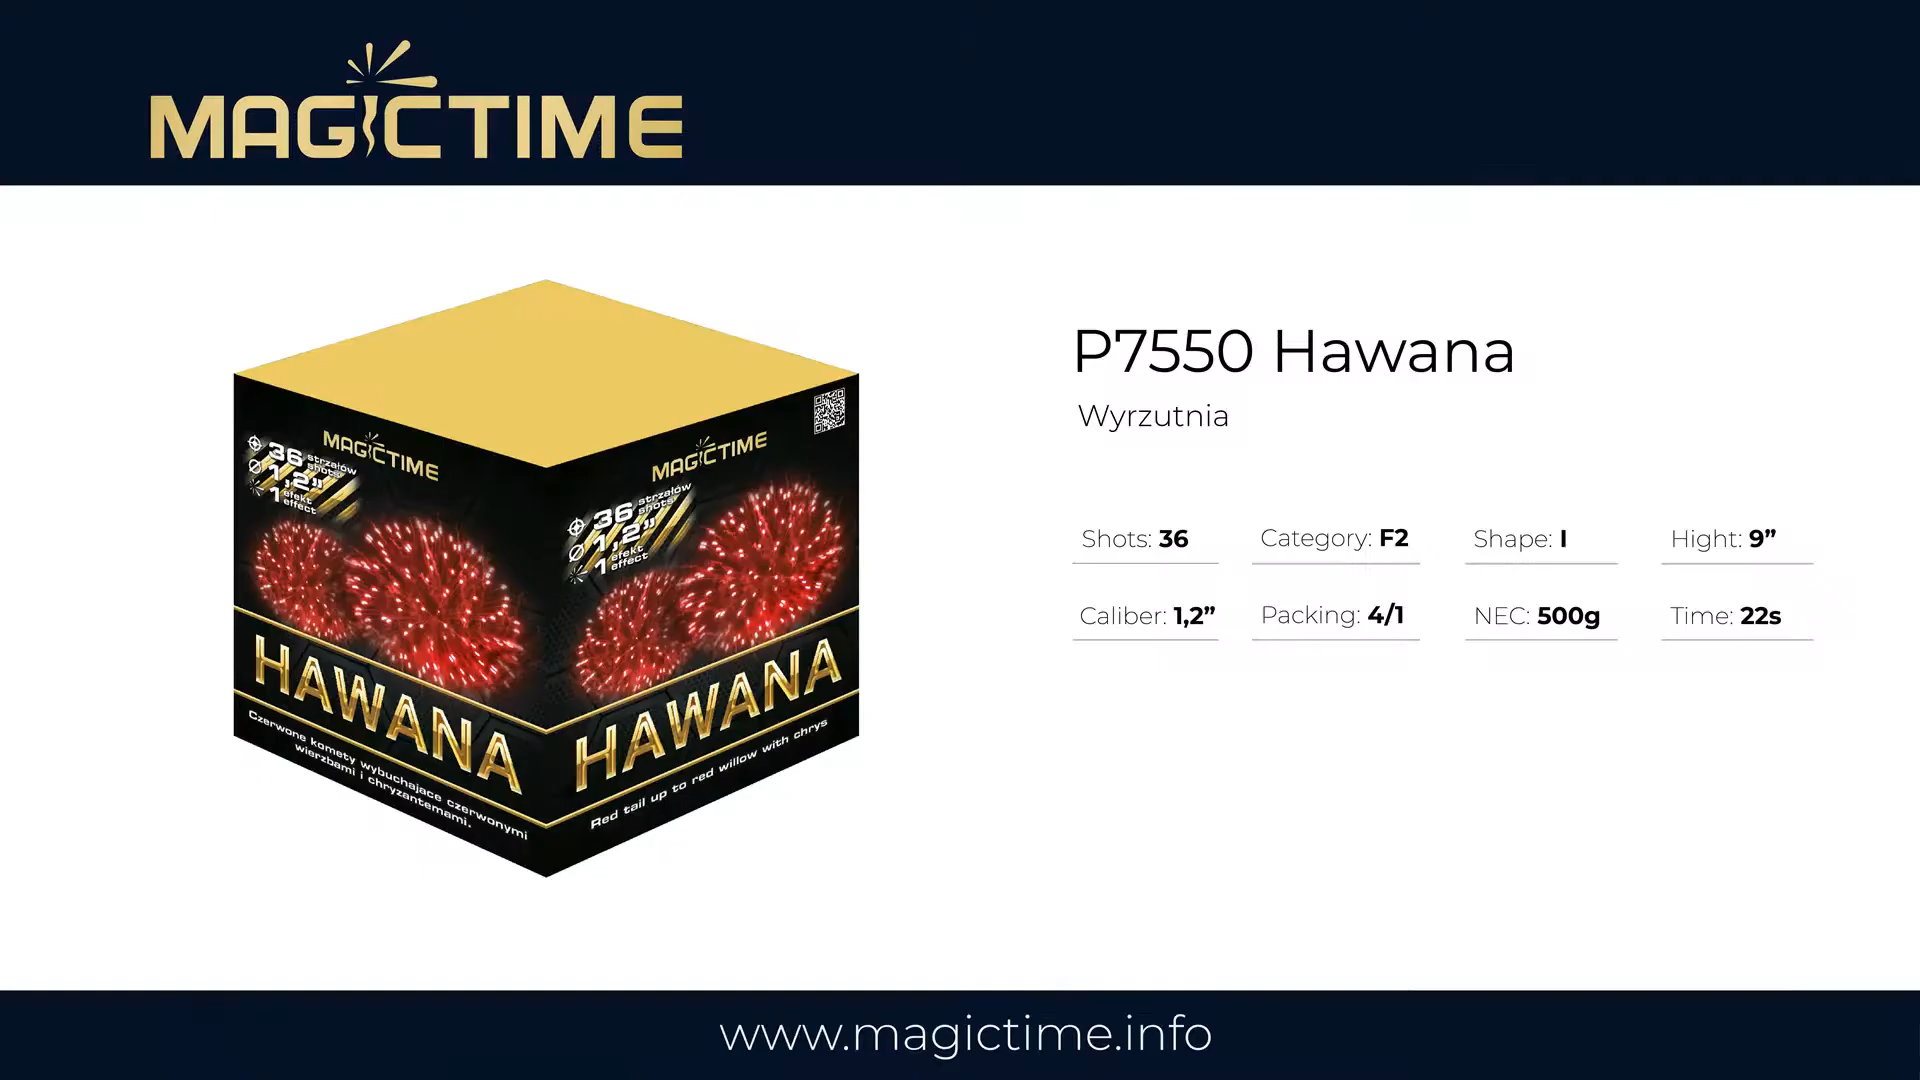 MAGICTIME
MAGICTIME
36 strzałów
shots
1,2”
1 efekt
effect
HAWANA
Czerwone komety wybuchające czerwonymi
wierzbami i chryzantemami.
MAGICTIME
36 strzałów
shots
1,2”
1 efekt
effect
HAWANA
Red tail up to red willow with chrys
P7550 Hawana
Wyrzutnia
Shots: 36
Category: F2
Shape: I
Hight: 9”
Caliber: 1,2”
Packing: 4/1
NEC: 500g
Time: 22s
www.magictime.info